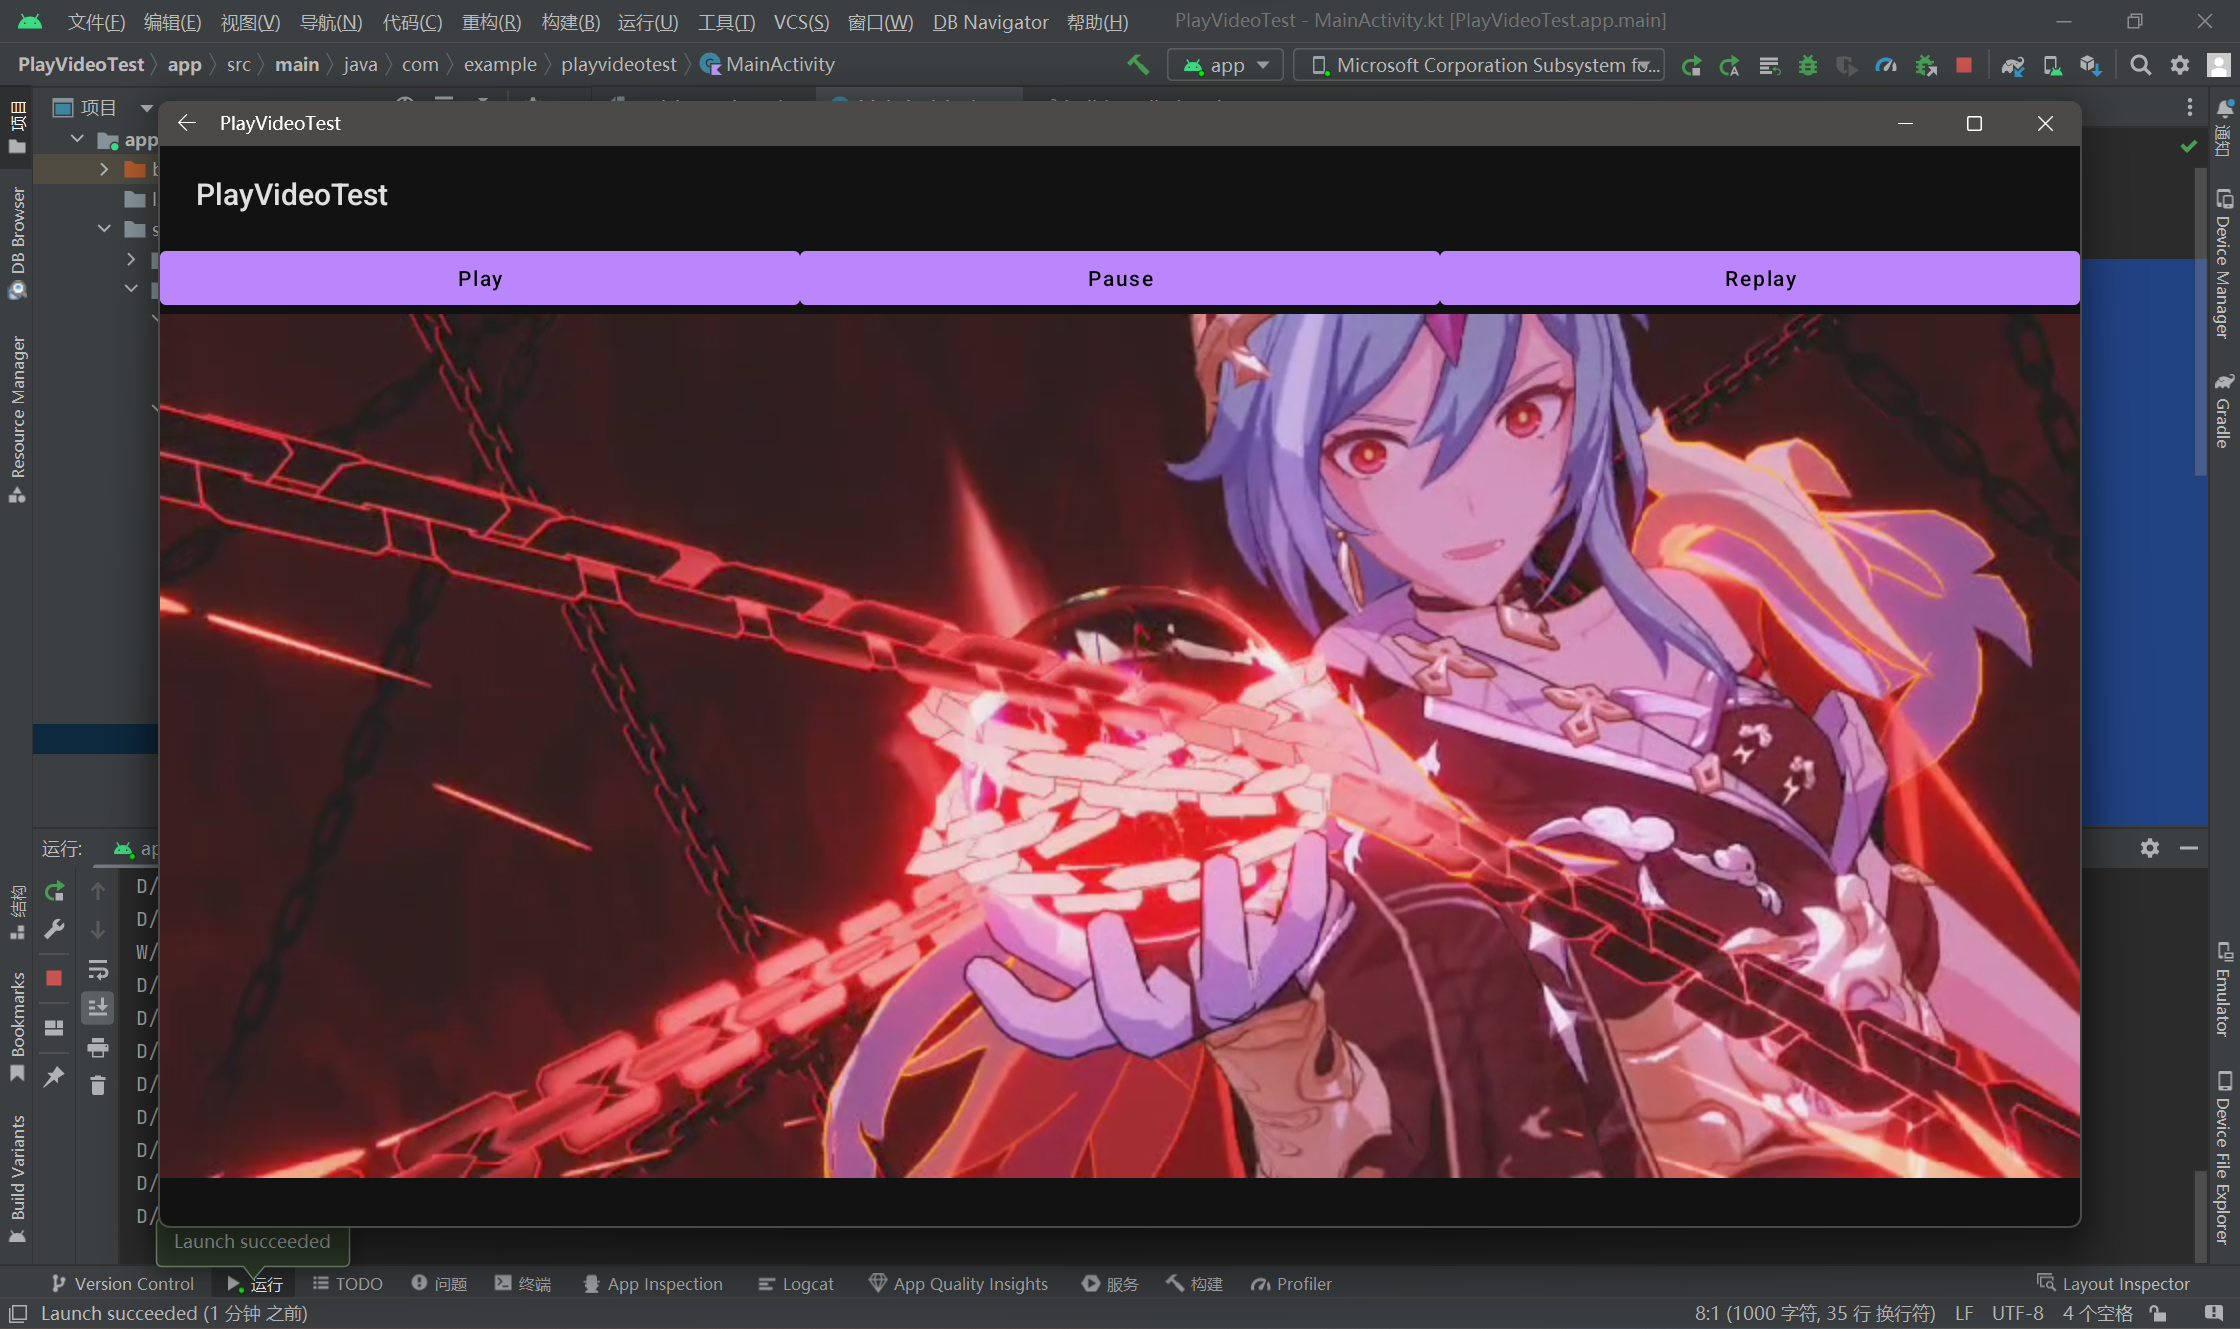 文件(F) 编辑(E) 视图(V) 导航(N) 代码(C) 重构(R) 构建(B) 运行(U) 工具(T) VCS(S) 窗口(W) DB Navigator 帮助(H) PlayVideoTest - MainActivity.kt [PlayVideoTest.app.main]
PlayVideoTest app src main java com example playvideotest MainActivity app Microsoft Corporation Subsystem fo...
项目
项目
PlayVideoTest
app
PlayVideoTest
Play Pause Replay
DB Browser
Resource Manager
结构
Bookmarks
Build Variants
通知
Device Manager
Gradle
Emulator
Device File Explorer
运行:
D/
D/
W/
D/
D/
D/
D/
D/
D/
D/
D/
Launch succeeded
Version Control 运行 TODO 问题 终端 App Inspection Logcat App Quality Insights 服务 构建 Profiler Layout Inspector
Launch succeeded (1 分钟 之前) 8:1 (1000 字符, 35 行 换行符) LF UTF-8 4 个空格